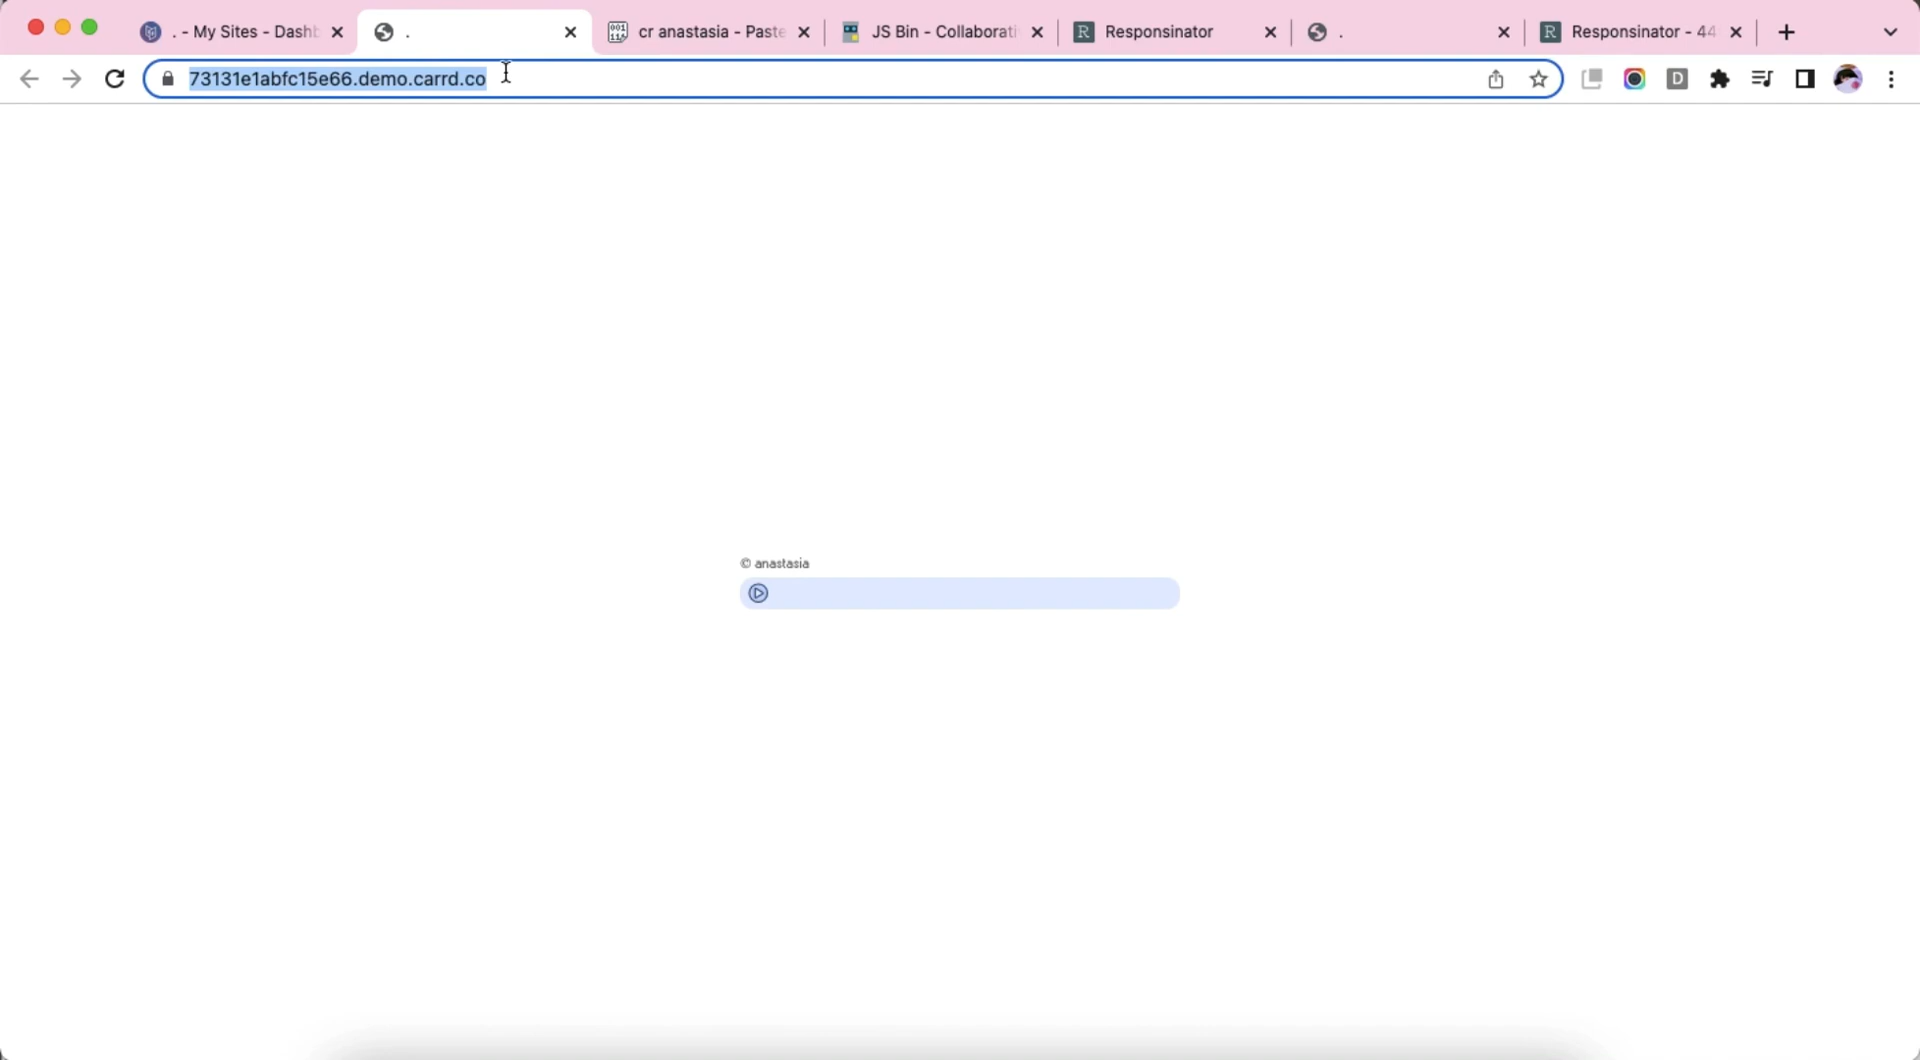 . - My Sites - Dashb
.
cr anastasia - Paste
JS Bin - Collaborati
Responsinator
.
Responsinator - 44
73131e1abfc15e66.demo.carrd.co
D
© anastasia